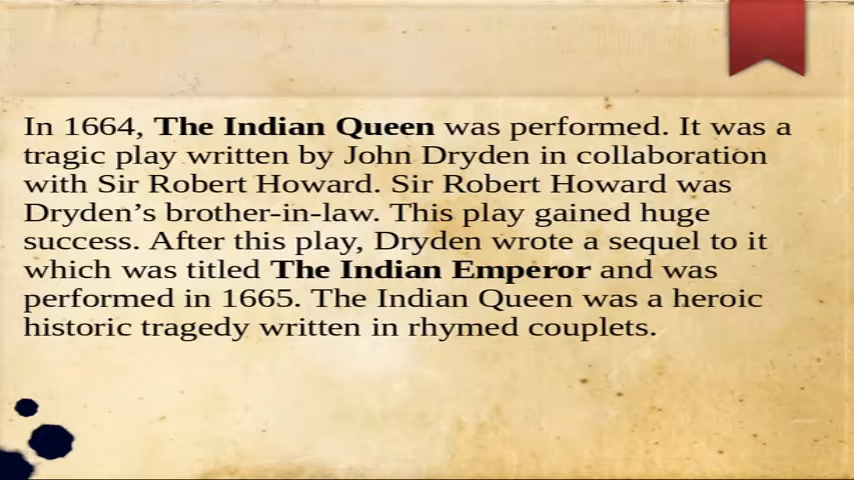 In 1664, The Indian Queen was performed. It was a
tragic play written by John Dryden in collaboration
with Sir Robert Howard. Sir Robert Howard was
Dryden’s brother-in-law. This play gained huge
success. After this play, Dryden wrote a sequel to it
which was titled The Indian Emperor and was
performed in 1665. The Indian Queen was a heroic
historic tragedy written in rhymed couplets.